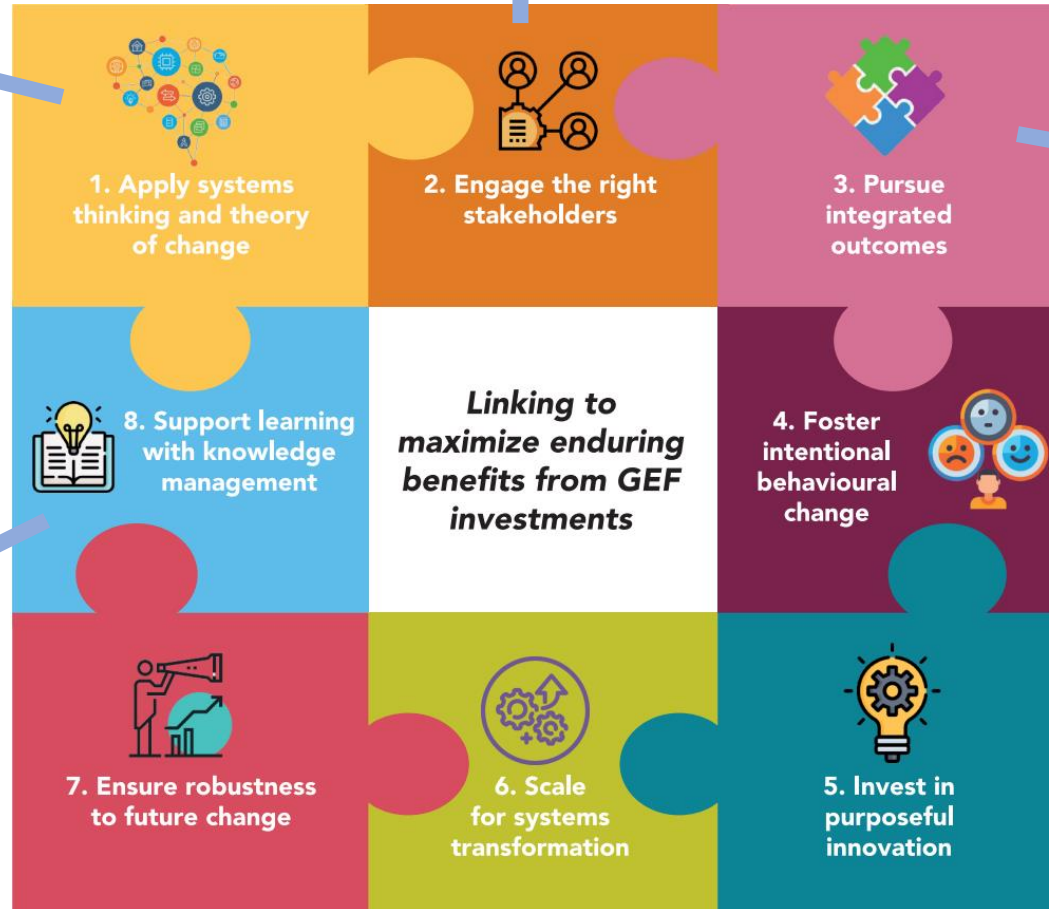 1. Apply systems
thinking and theory
of change
2. Engage the right
stakeholders
3. Pursue
integrated
outcomes
8. Support learning
with knowledge
management
Linking to
maximize enduring
benefits from GEF
investments
4. Foster
intentional
behavioural
change
7. Ensure robustness
to future change
6. Scale
for systems
transformation
5. Invest in
purposeful
innovation